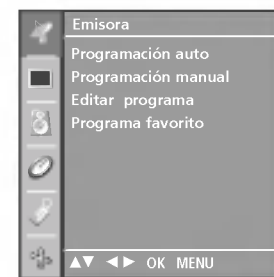 Emisora
Programación auto
Programación manual
Editar programa
Programa favorito
▲▼ ◄► OK MENU